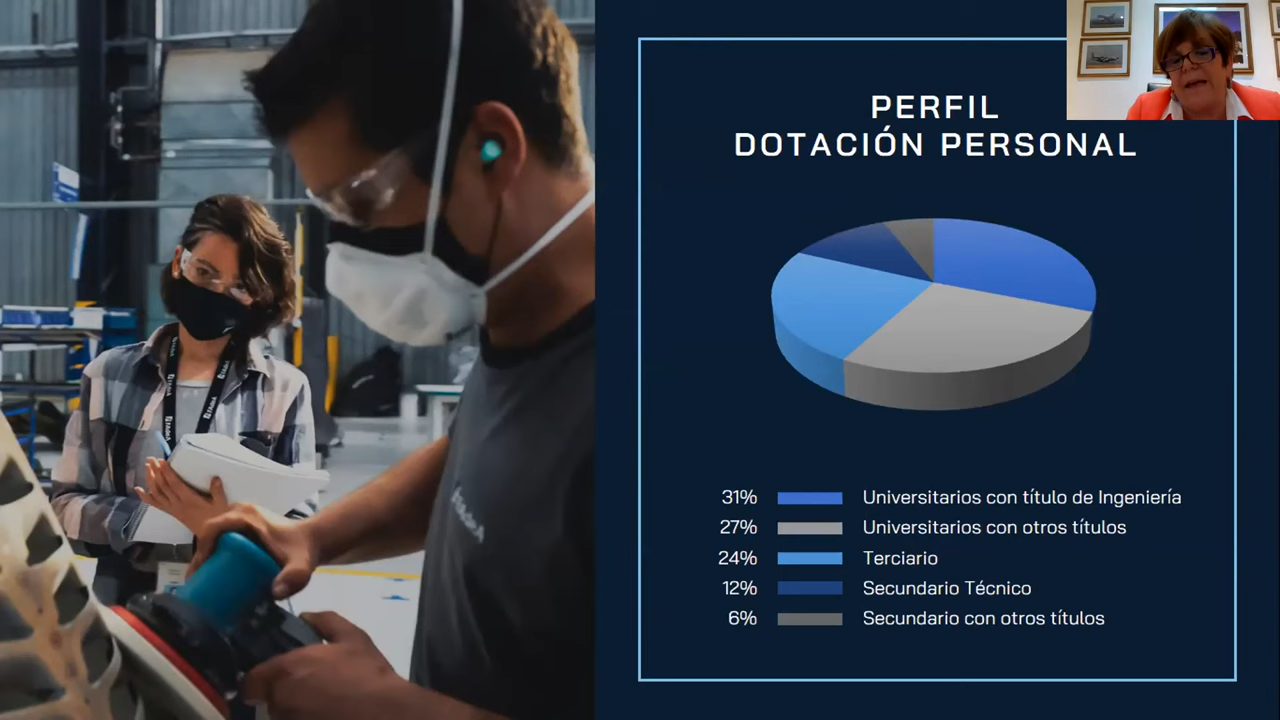 PERFIL
DOTACIÓN PERSONAL
31% Universitarios con título de Ingeniería
27% Universitarios con otros títulos
24% Terciario
12% Secundario Técnico
6% Secundario con otros títulos